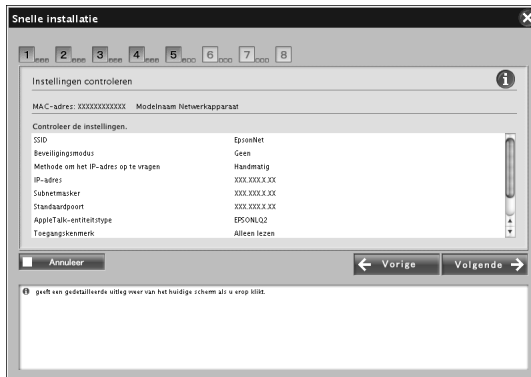 Snelle installatie
1 2 3 4 5 6 7 8
Instellingen controleren
MAC-adres: XXXXXXXXXXXX Modelnaam Netwerkapparaat
Controleer de instellingen.
SSID EpsonNet
Beveiligingsmodus Geen
Methode om het IP-adres op te vragen Handmatig
IP-adres XXX.XXX.X.XX
Subnetmasker XXX.XXX.X.XX
Standaardpoort XXX.XXX.X.XX
AppleTalk-entiteitstype EPSONLQ2
Toegangskenmerk Alleen lezen
Annuleer
Vorige
Volgende
geeft een gedetailleerde uitleg weer van het huidige scherm als u erop klikt.